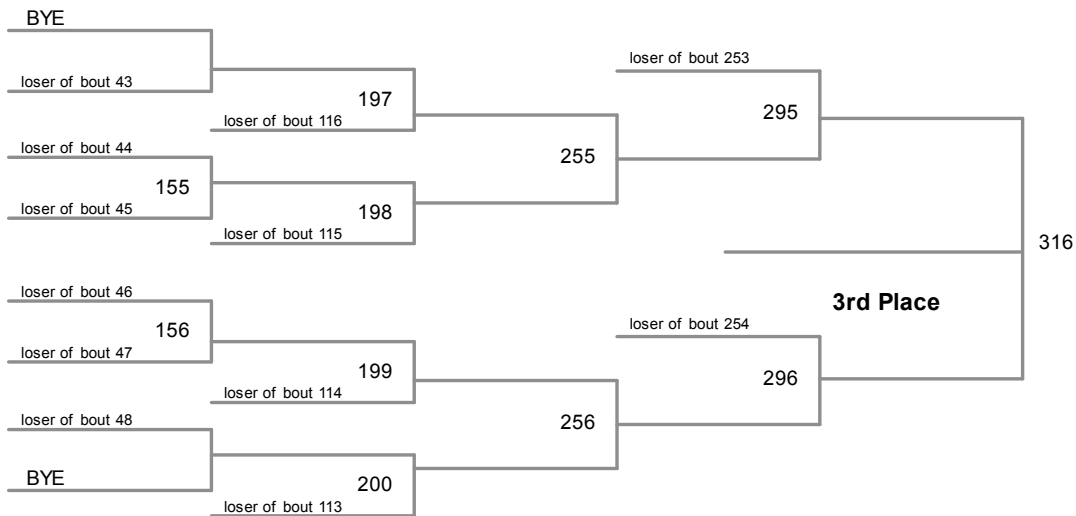 BYE
loser of bout 43
197
loser of bout 116
loser of bout 44
155
loser of bout 45
198
loser of bout 115
255
loser of bout 253
295
loser of bout 46
156
loser of bout 47
199
loser of bout 114
loser of bout 48
BYE
200
loser of bout 113
256
loser of bout 254
296
316
3rd Place